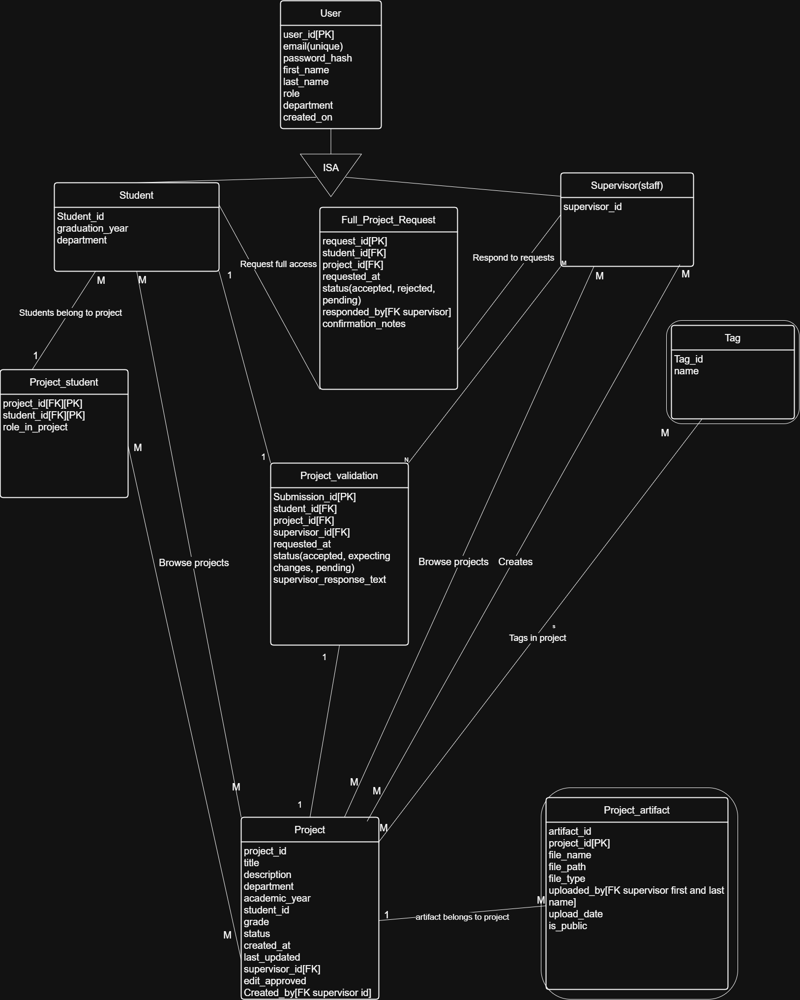 User
user_id[PK]
email(unique)
password_hash
first_name
last_name
role
department
created_on
ISA
Student
Student_id
graduation_year
department
Supervisor(staff)
supervisor_id
Full_Project_Request
request_id[PK]
student_id[FK]
project_id[FK]
requested_at
status(accepted, rejected,
pending)
responded_by[FK supervisor]
confirmation_notes
Request full access
Respond to requests
M
M
1
M
M
M
Students belong to project
1
Tag
Tag_id
name
M
Project_student
project_id[FK][PK]
student_id[FK][PK]
role_in_project
M
1
N
Project_validation
Submission_id[PK]
student_id[FK]
project_id[FK]
supervisor_id[FK]
requested_at
status(accepted, expecting
changes, pending)
supervisor_response_text
Browse projects
Browse projects
Creates
s
Tags in project
1
M
M
M
1
M
Project
project_id
title
description
department
academic_year
student_id
grade
status
created_at
last_updated
supervisor_id[FK]
edit_approved
Created_by[FK supervisor id]
M
1
artifact belongs to project
M
Project_artifact
artifact_id
project_id[PK]
file_name
file_path
file_type
uploaded_by[FK supervisor first and last
name]
upload_date
is_public